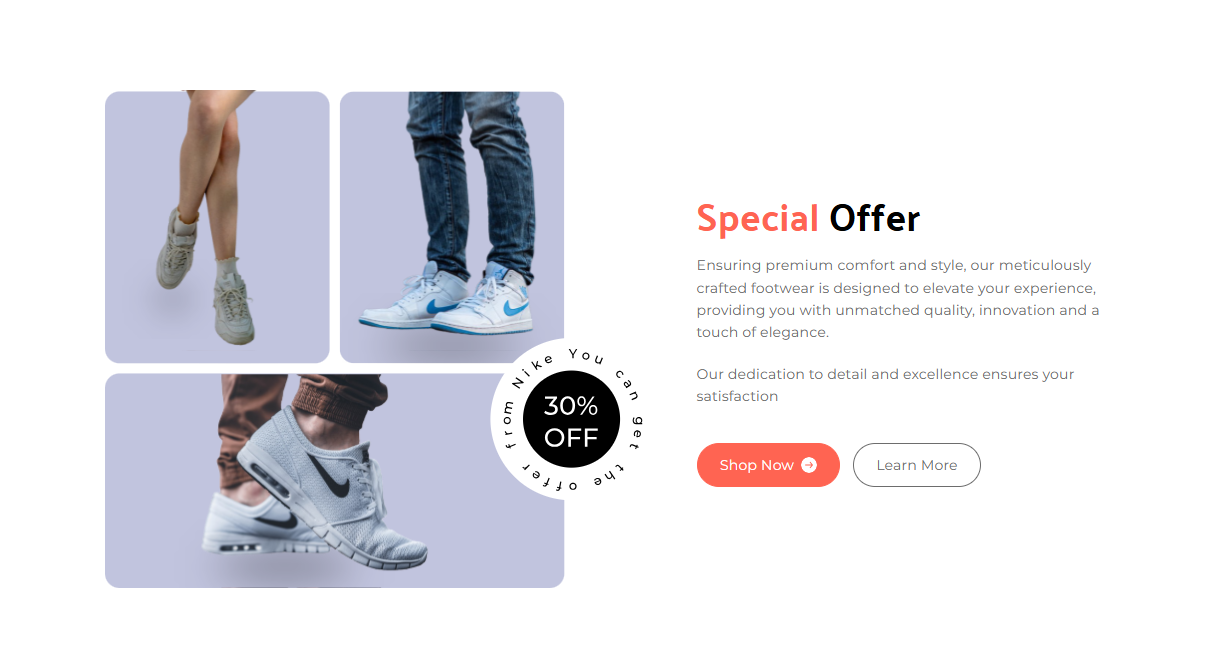 Special Offer
Ensuring premium comfort and style, our meticulously
crafted footwear is designed to elevate your experience,
providing you with unmatched quality, innovation and a
touch of elegance.
Our dedication to detail and excellence ensures your
satisfaction
Shop Now
Learn More
You can get the offer from Nike
30%
OFF